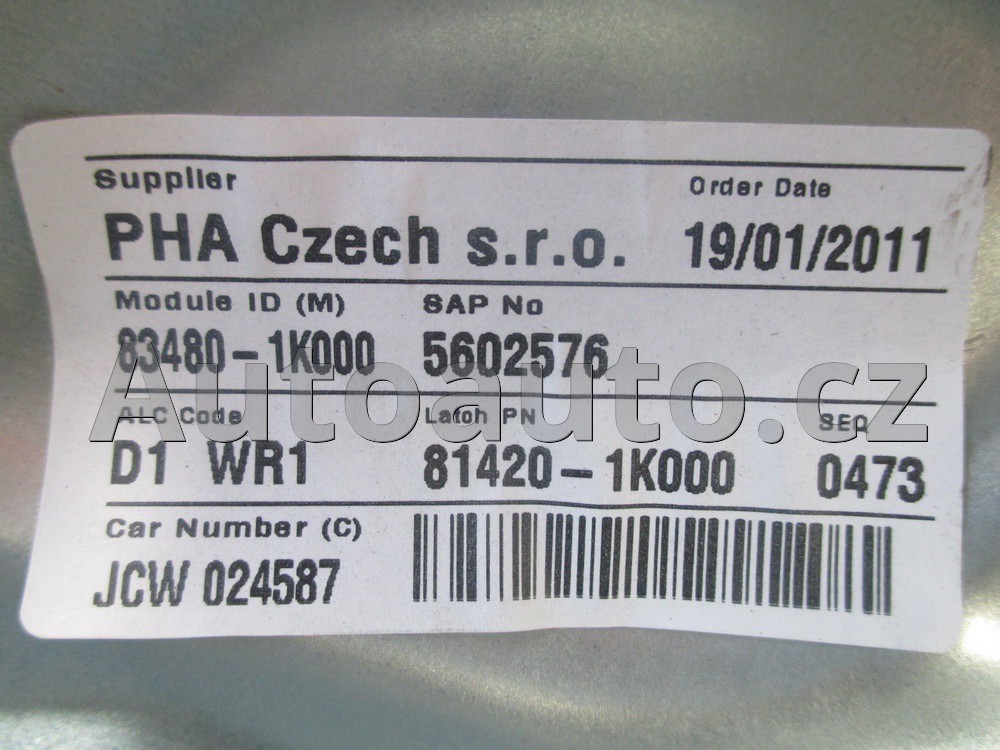 Supplier Order Date
PHA Czech s.r.o. 19/01/2011
Module ID (M) SAP No
83480-1K000 5602576
Autoauto.cz
ALC Code Latch PN SEQ
D1 WR1 81420-1K000 0473
Car Number (C)
JCW 024587